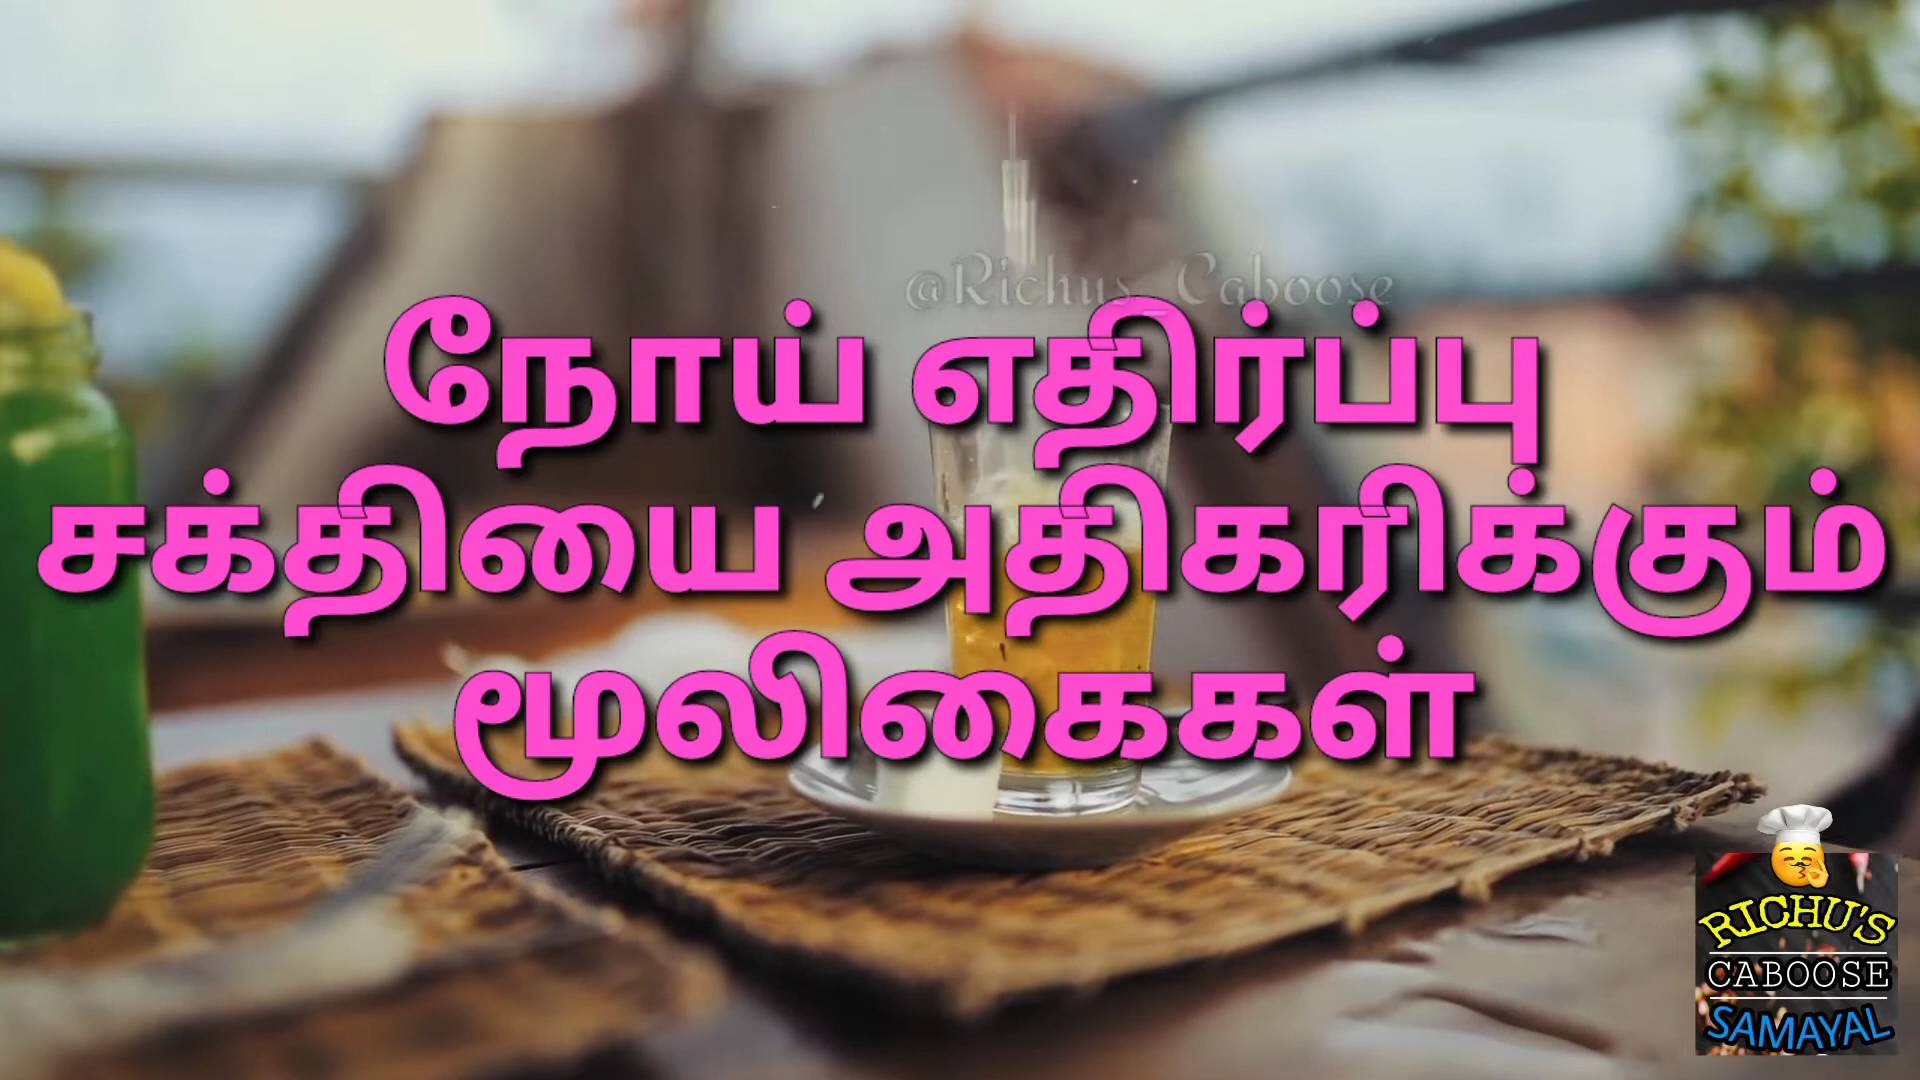 @Richus_Caboose
நோய் எதிர்ப்பு
சக்தியை அதிகரிக்கும்
மூலிகைகள்
RICHU'S
CABOOSE
SAMAYAL